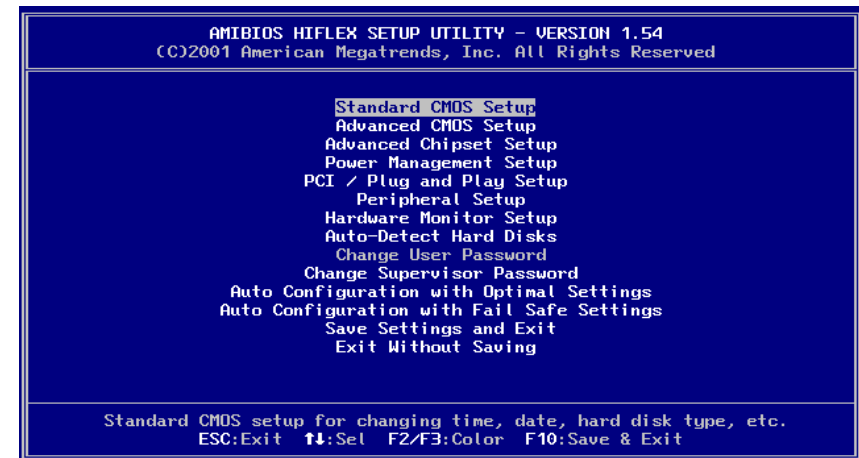 AMIBIOS HIFLEX SETUP UTILITY - VERSION 1.54
(C)2001 American Megatrends, Inc. All Rights Reserved
Standard CMOS Setup
Advanced CMOS Setup
Advanced Chipset Setup
Power Management Setup
PCI / Plug and Play Setup
Peripheral Setup
Hardware Monitor Setup
Auto-Detect Hard Disks
Change User Password
Change Supervisor Password
Auto Configuration with Optimal Settings
Auto Configuration with Fail Safe Settings
Save Settings and Exit
Exit Without Saving
Standard CMOS setup for changing time, date, hard disk type, etc.
ESC:Exit ↑↓:Sel F2/F3:Color F10:Save & Exit